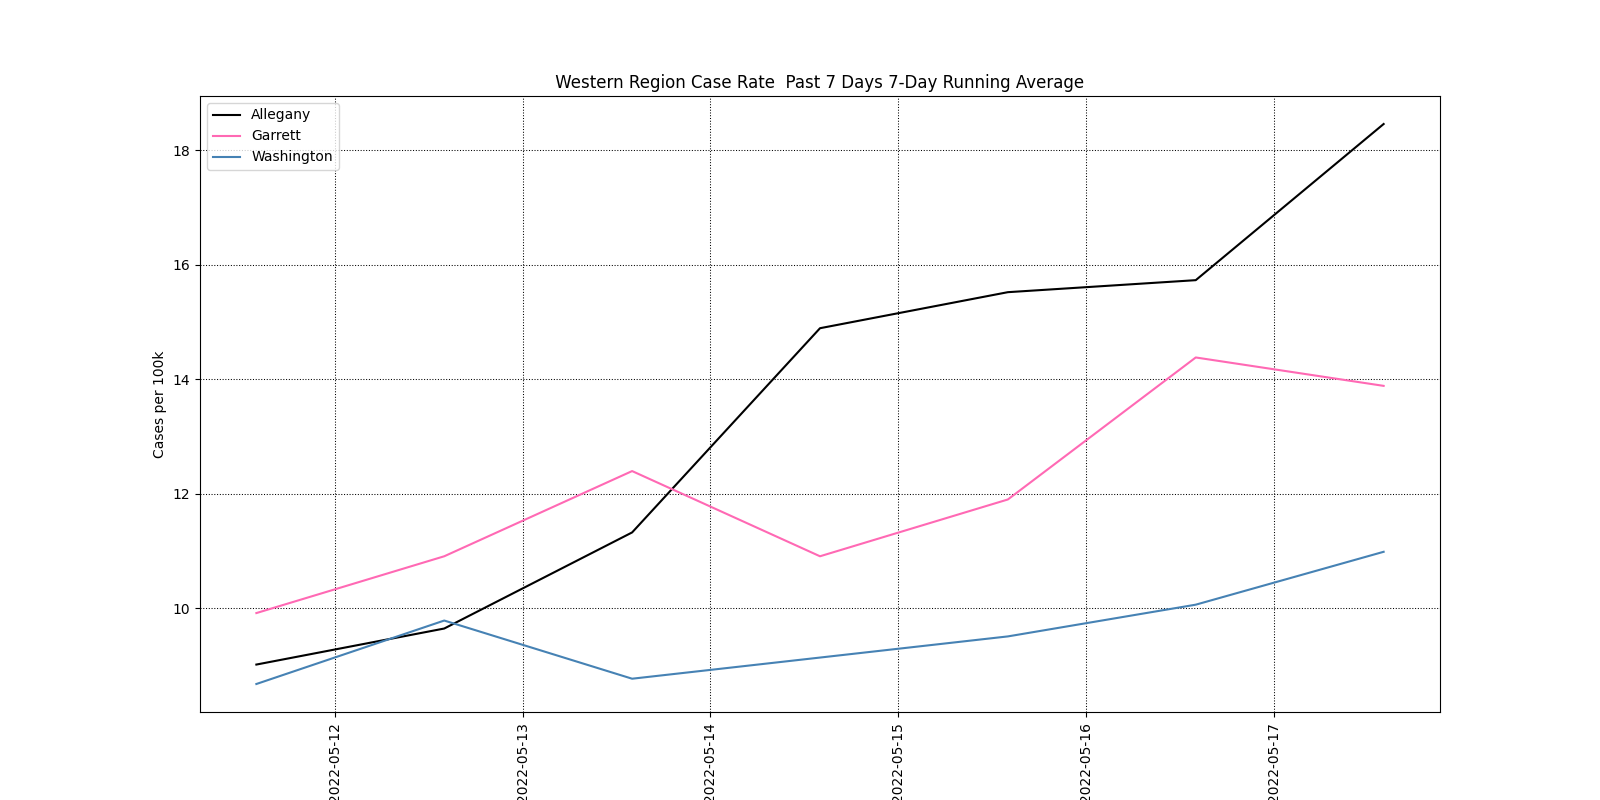 Western Region Case Rate  Past 7 Days 7-Day Running Average
Allegany
Garrett
Washington
18
16
14
12
10
Cases per 100k
2022-05-12
2022-05-13
2022-05-14
2022-05-15
2022-05-16
2022-05-17